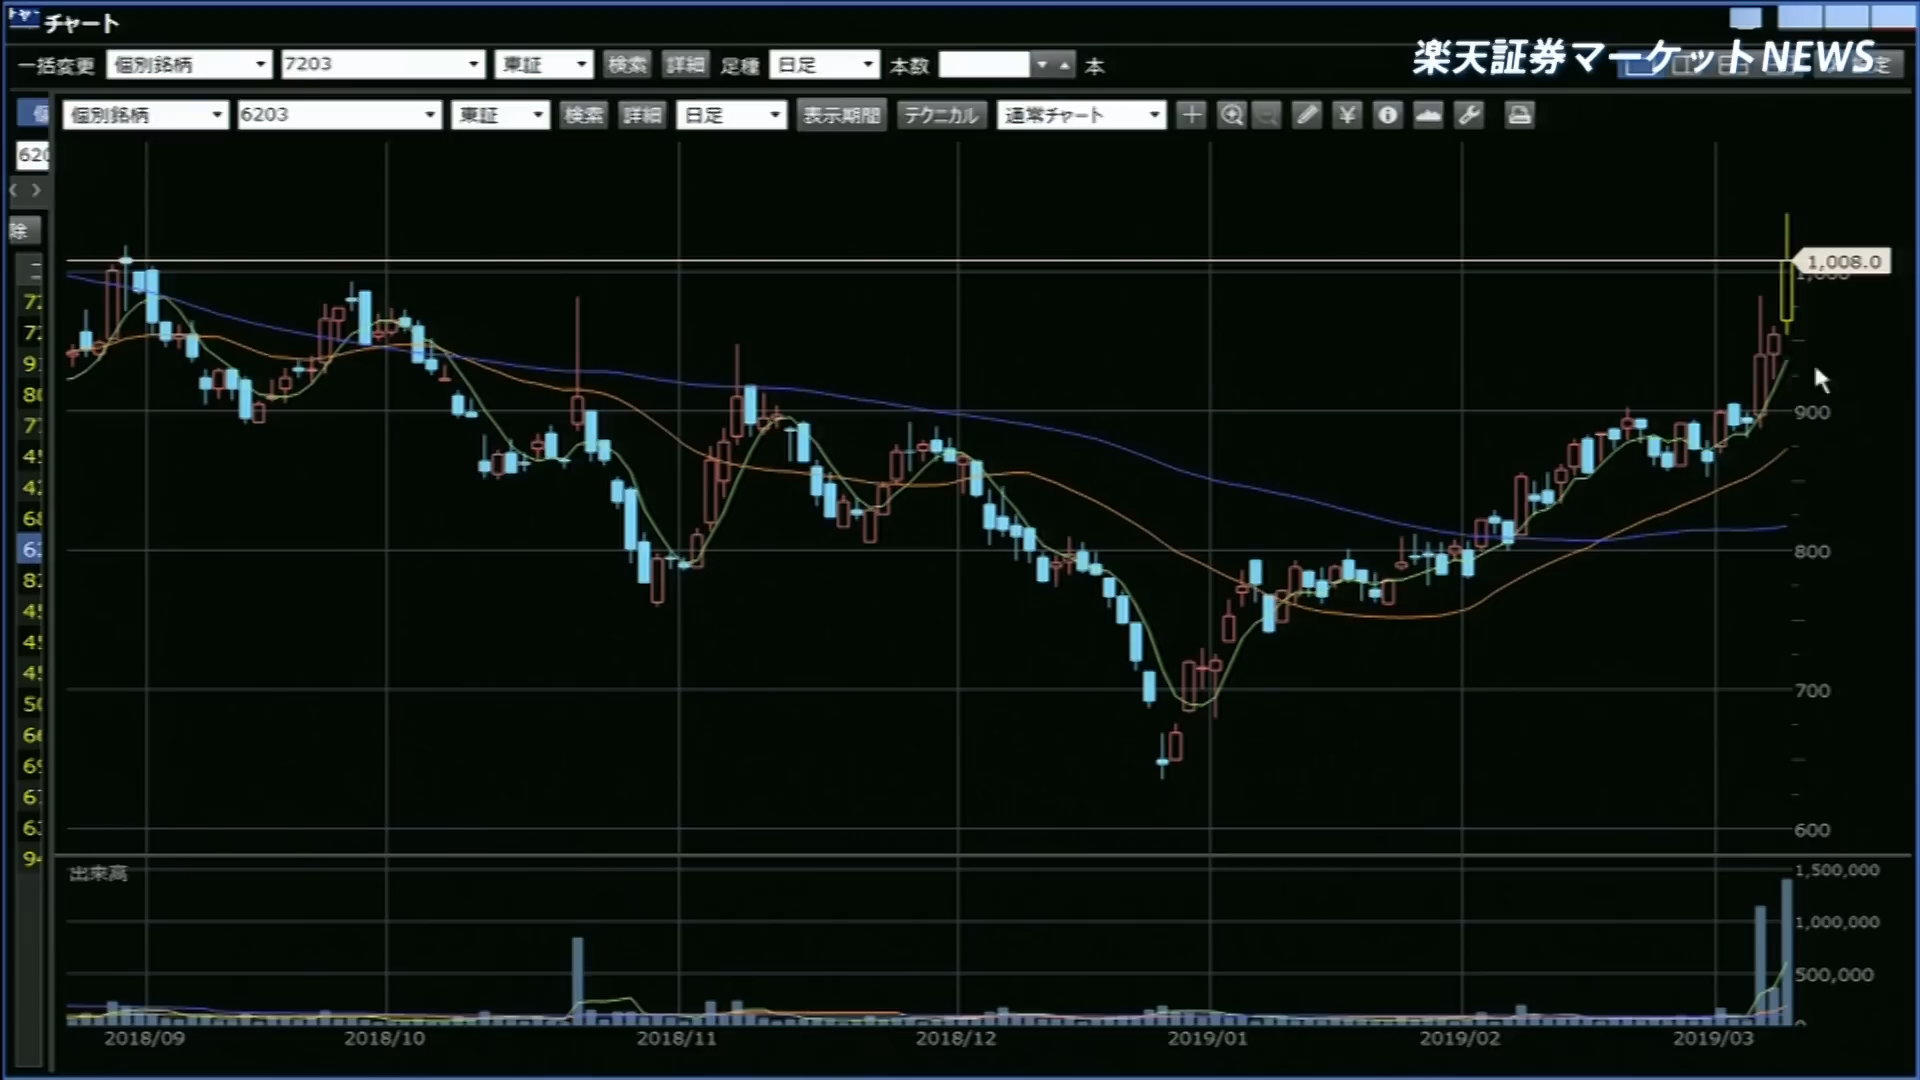 チャート
一括変更 個別銘柄 7203 東証 検索 詳細 足種 日足 本数 本
楽天証券マーケットNEWS
個別銘柄 6203 東証 検索 詳細 日足 表示期間 テクニカル 通常チャート
620
除
1,008.0
1,000
900
800
700
600
出来高
1,500,000
1,000,000
500,000
0
2018/09 2018/10 2018/11 2018/12 2019/01 2019/02 2019/03